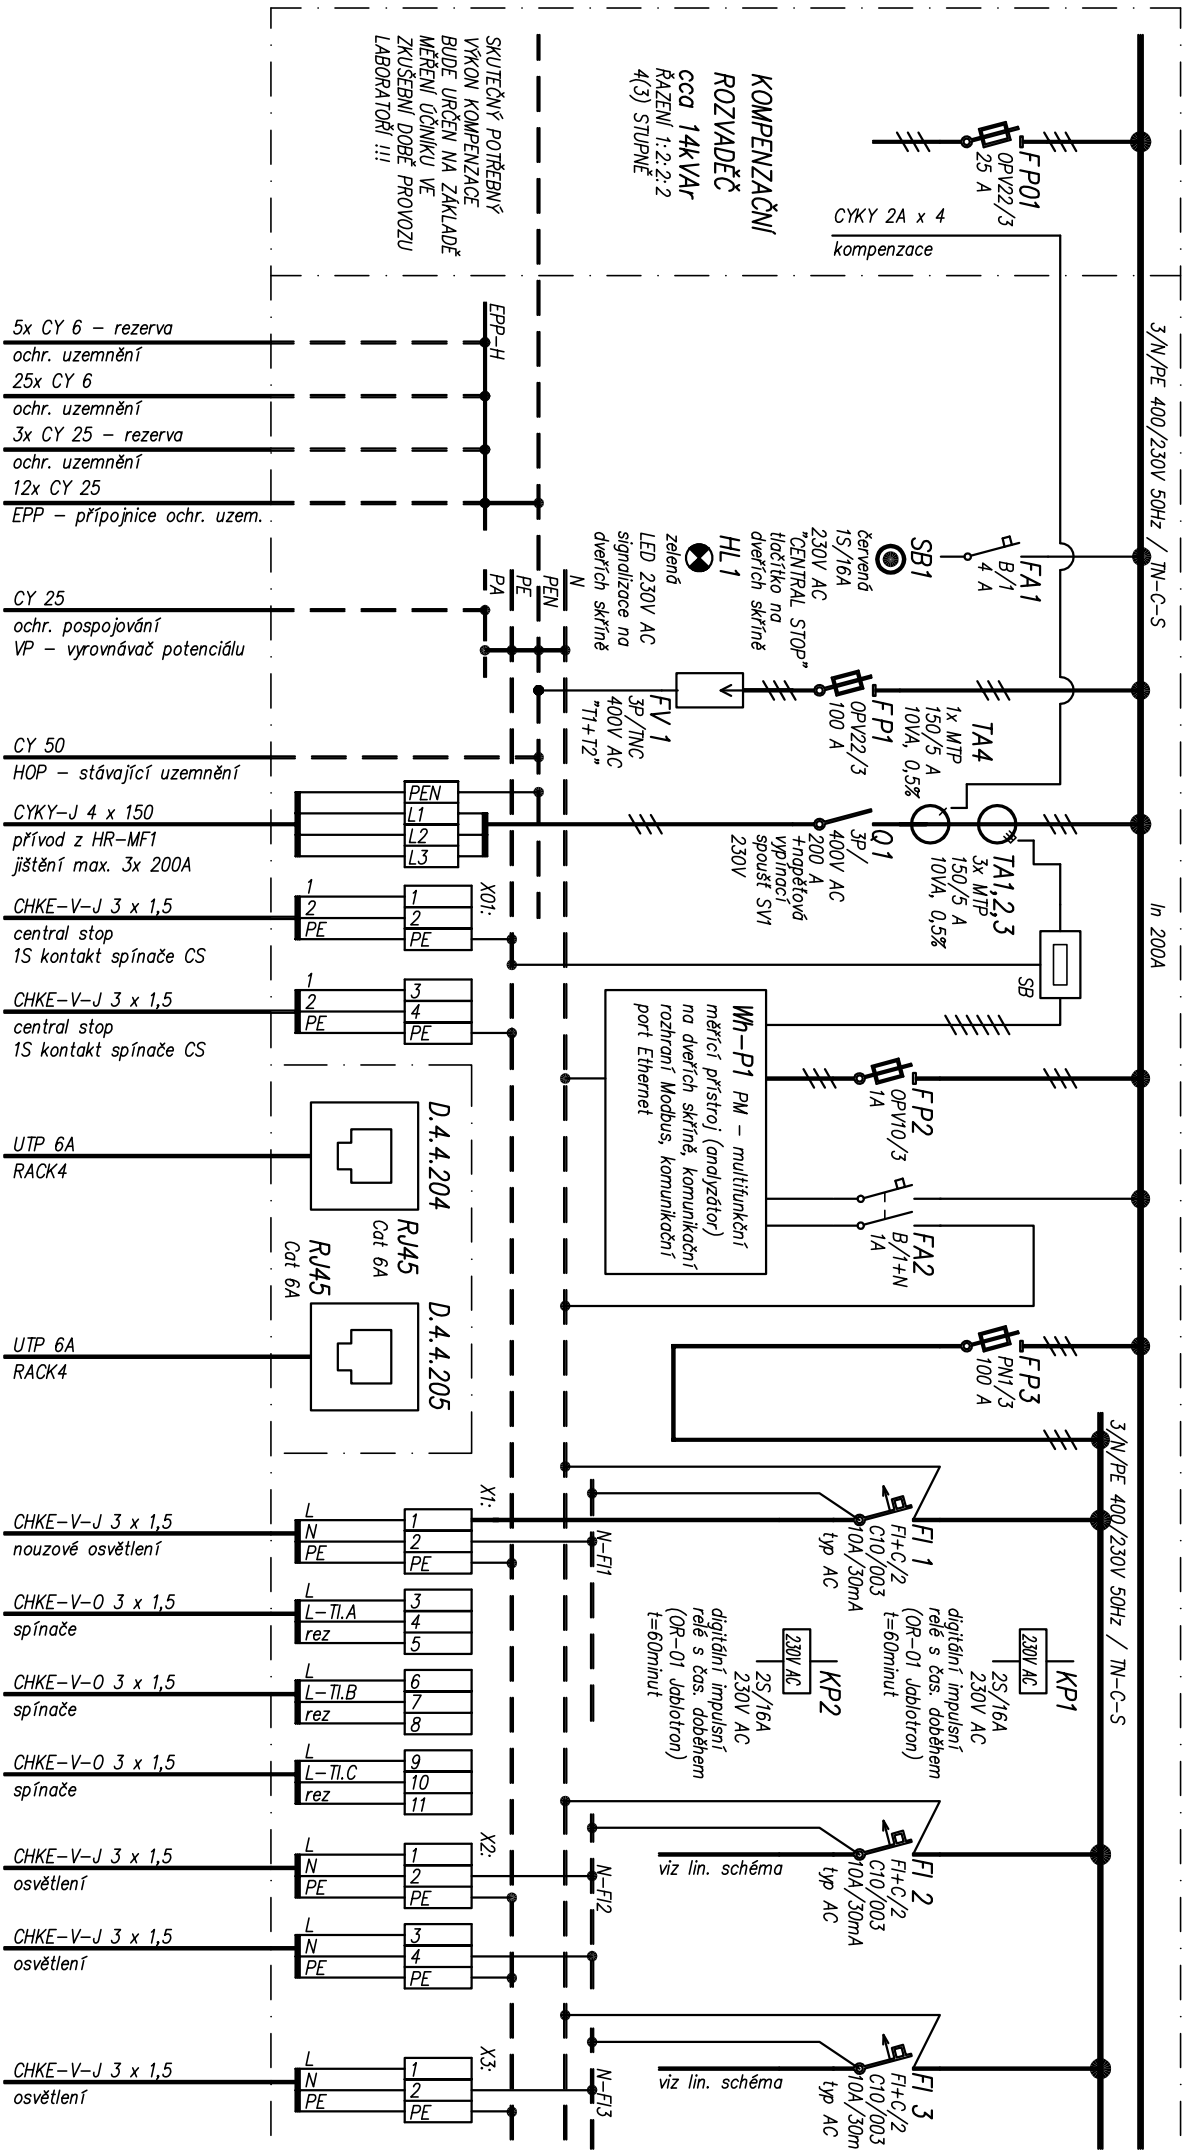 3/N/PE 400/230V 50Hz / TN-C-S
In 200A
3/N/PE 400/230V 50Hz / TN-C-S
FP01
OPV22/3
25 A
KOMPENZAČNÍ
ROZVADĚČ
cca 14kVAr
ŘAZENÍ 1:2:2:2
4(3) STUPNĚ
SKUTEČNÝ POTŘEBNÝ
VÝKON KOMPENZACE
BUDE URČEN NA ZÁKLADĚ
MĚŘENÍ ÚČINÍKU VE
ZKUŠEBNÍ DOBĚ PROVOZU
LABORATOŘÍ !!!
CYKY 2A x 4
kompenzace
EPP-H
5x CY 6 – rezerva
ochr. uzemnění
25x CY 6
ochr. uzemnění
3x CY 25 – rezerva
ochr. uzemnění
12x CY 25
EPP – přípojnice ochr. uzem.
FA1
B/1
4 A
SB1
červená
1S/16A
230V AC
"CENTRAL STOP"
tlačítko na
dveřích skříně
HL1
zelená
LED 230V AC
signalizace na
dveřích skříně
N
PEN
PE
PA
CY 25
ochr. pospojování
VP – vyrovnávač potenciálu
FP1
OPV22/3
100 A
FV1
3P/TNC
400V AC
"T1+T2"
CY 50
HOP – stávající uzemnění
TA4
1x MTP
150/5 A
10VA, 0,5%
TA1,2,3
3x MTP
150/5 A
10VA, 0,5%
Q1
3P/
400V AC
200 A
+napěťová
vypínací
spoušť SV1
230V
PEN
L1
L2
L3
CYKY-J 4 x 150
přívod z HR-MF1
jištění max. 3x 200A
X01:
1
2
PE
1
2
PE
CHKE-V-J 3 x 1,5
central stop
1S kontakt spínače CS
SB
3
4
PE
1
2
PE
CHKE-V-J 3 x 1,5
central stop
1S kontakt spínače CS
Wh-P1 PM – multifunkční
měřící přístroj (analyzátor)
na dveřích skříně, komunikační
rozhraní Modbus, komunikační
port Ethernet
FP2
OPV10/3
1A
FA2
B/1+N
1A
D.4.4.204
RJ45
Cat 6A
UTP 6A
RACK4
D.4.4.205
RJ45
Cat 6A
UTP 6A
RACK4
FP3
PN1/3
100 A
FI 1
FI+C/2
C10/003
10A/30mA
typ AC
N-FI1
X1:
1
2
PE
L
N
PE
CHKE-V-J 3 x 1,5
nouzové osvětlení
KP1
230V AC
2S/16A
230V AC
digitální impulsní
relé s čas. doběhem
(OR-01 Jablotron)
t=60minut
KP2
230V AC
2S/16A
230V AC
digitální impulsní
relé s čas. doběhem
(OR-01 Jablotron)
t=60minut
3
4
5
L
L-Tl.A
rez
CHKE-V-O 3 x 1,5
spínače
6
7
8
L
L-Tl.B
rez
CHKE-V-O 3 x 1,5
spínače
9
10
11
L
L-Tl.C
rez
CHKE-V-O 3 x 1,5
spínače
FI 2
FI+C/2
C10/003
10A/30mA
typ AC
viz lin. schéma
N-FI2
X2:
1
2
PE
L
N
PE
CHKE-V-J 3 x 1,5
osvětlení
3
4
PE
L
N
PE
CHKE-V-J 3 x 1,5
osvětlení
FI 3
FI+C/2
C10/003
10A/30m
typ AC
viz lin. schéma
N-FI3
X3:
1
2
PE
L
N
PE
CHKE-V-J 3 x 1,5
osvětlení